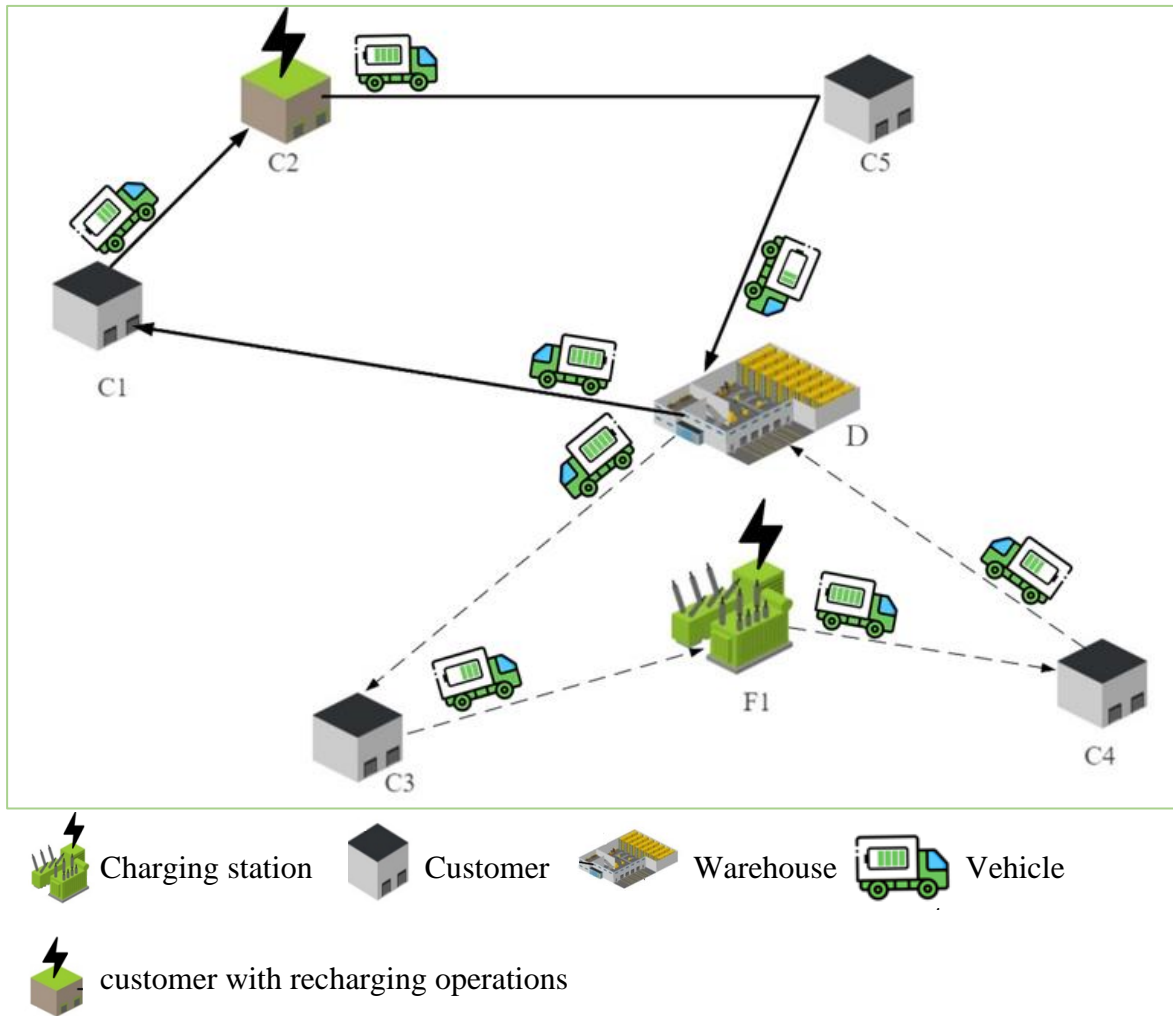 C2
C5
C1
D
F1
C3
C4
Charging station Customer Warehouse Vehicle
customer with recharging operations